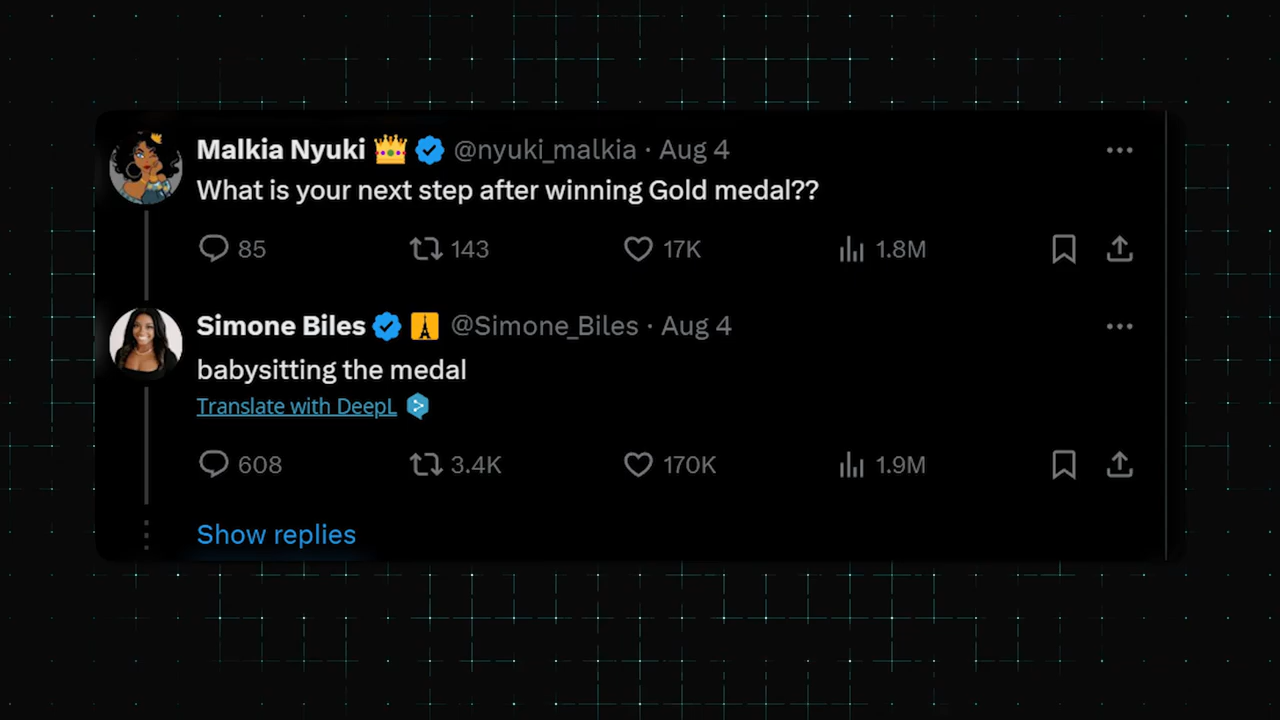 Malkia Nyuki 👑 @nyuki_malkia · Aug 4
What is your next step after winning Gold medal??
85 143 17K 1.8M
Simone Biles @Simone_Biles · Aug 4
babysitting the medal
Translate with DeepL
608 3.4K 170K 1.9M
Show replies